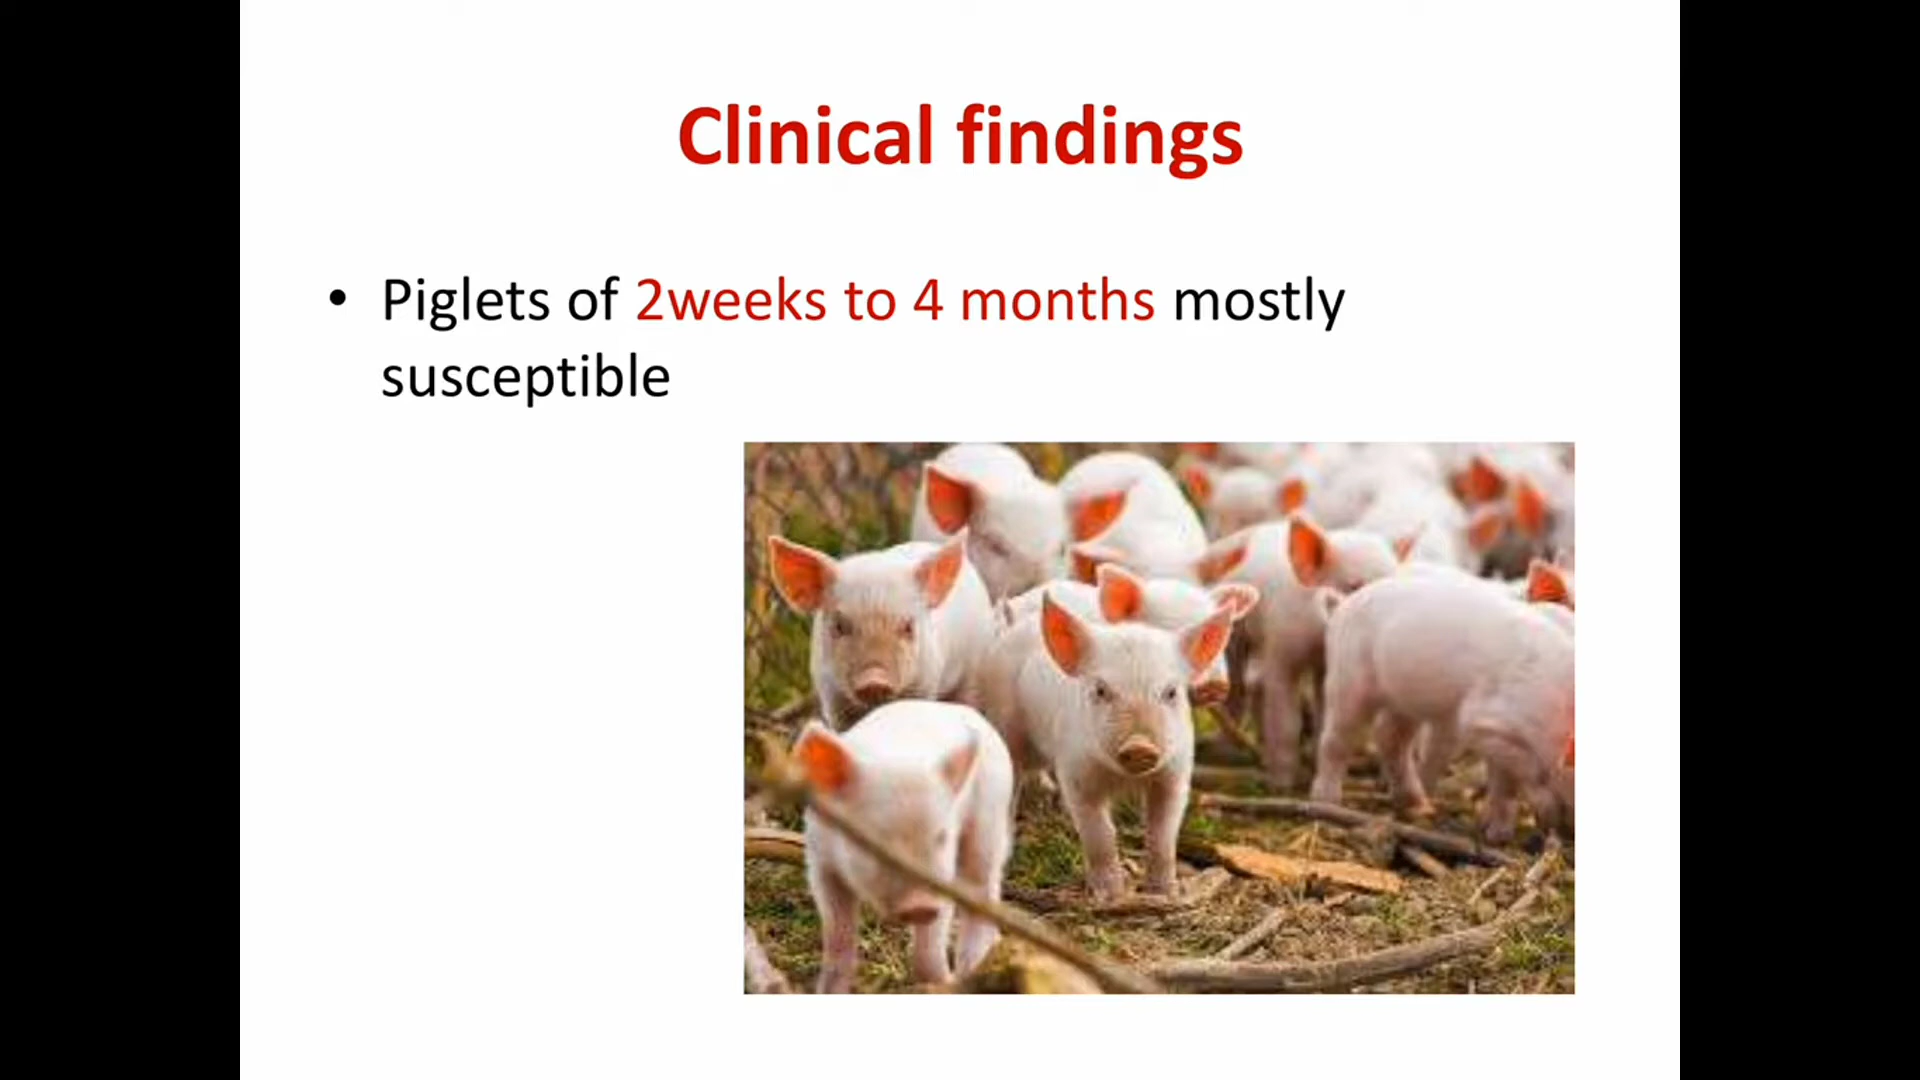 Clinical findings
• Piglets of 2weeks to 4 months mostly
susceptible